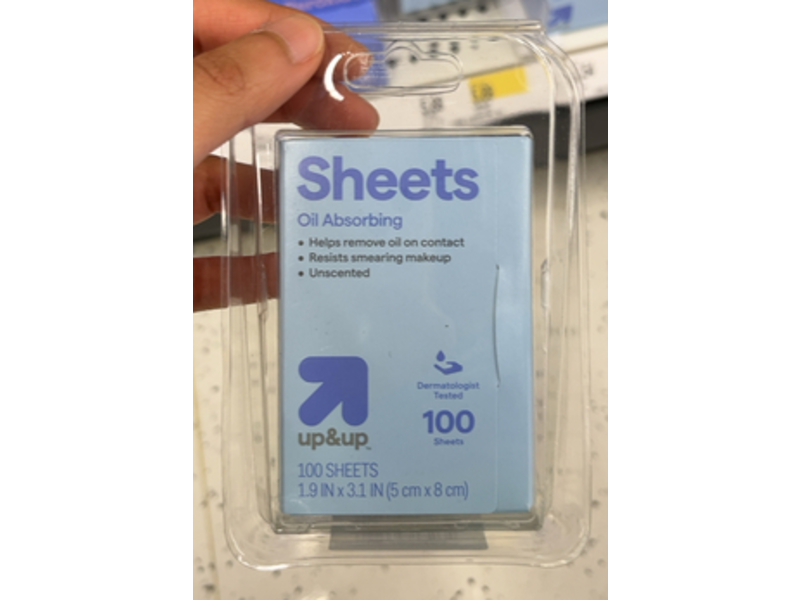 Sheets
Oil Absorbing
• Helps remove oil on contact
• Resists smearing makeup
• Unscented
Dermatologist
Tested
100
Sheets
up&up™
100 SHEETS
1.9 IN x 3.1 IN (5 cm x 8 cm)